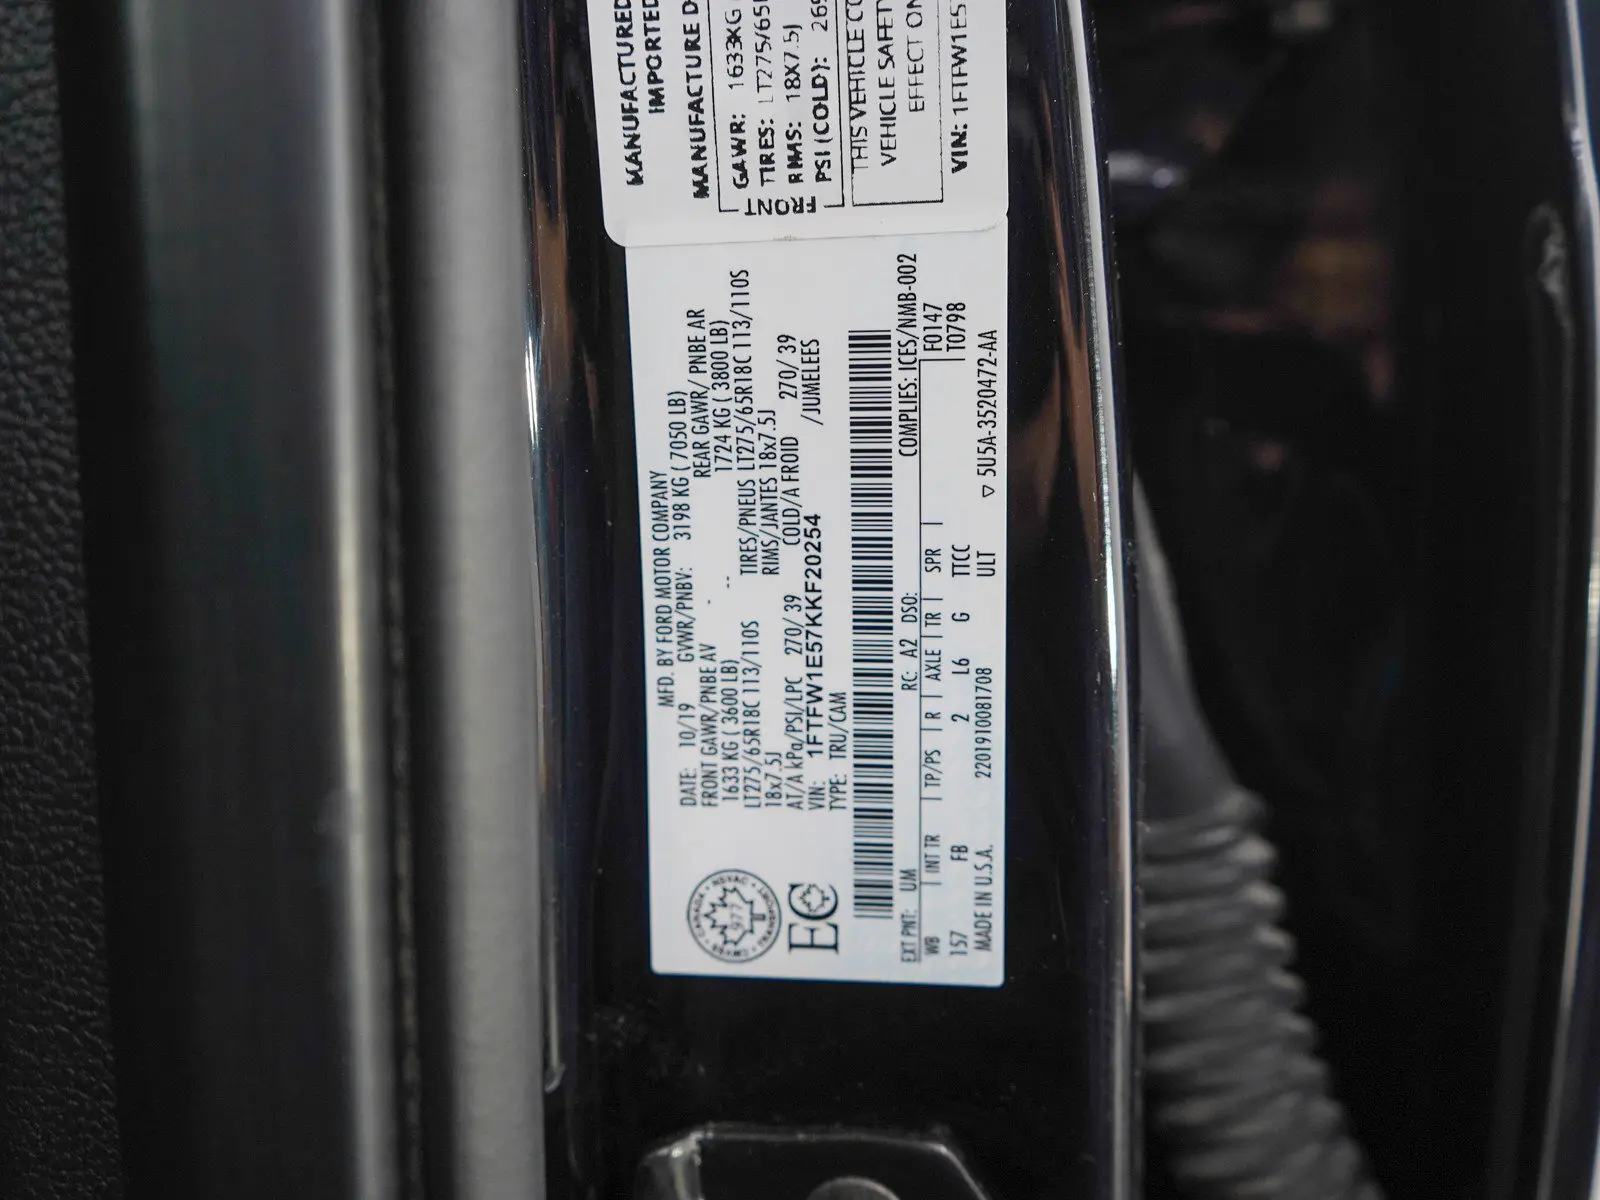 MFD. BY FORD MOTOR COMPANY
DATE: 10/19 GVWR/PNBV: 3198 KG ( 7050 LB)
FRONT GAWR/PNBE AV REAR GAWR/ PNBE AR
1633 KG ( 3600 LB) 1724 KG ( 3800 LB)
LT275/65R18C 113/110S TIRES/PNEUS LT275/65R18C 113/110S
18x7.5J RIMS/JANTES 18x7.5J
AT/A kPa/PSI/LPC 270/ 39 COLD/A FROID 270/ 39
VIN: 1FTFW1E57KKF20254 /JUMELEES
TYPE: TRU/CAM
EXT PNT: UM RC: A2 DSO: COMPLIES: ICES/NMB-002
WB INT TR TP/PS R AXLE TR SPR F0147
157 FB 2 L6 G TTCC T0798
MADE IN U.S.A. 2201910081708 ULT 5U5A-3520472-AA
CANADA
977
EC
MANUFACTURED
IMPORTED
MANUFACTURE D
GAWR: 1633KG
TIRES: LT275/65
RIMS: 18X7.5J
PSI (COLD): 26
THIS VEHICLE CO
VEHICLE SAFETY
EFFECT ON
VIN: 1FTFW1E5